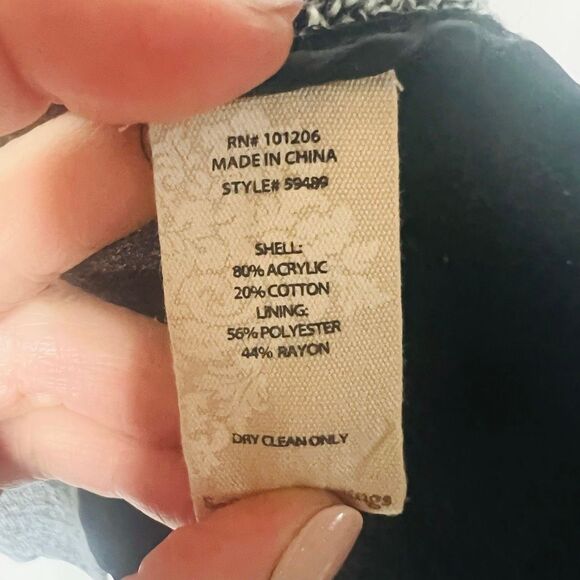 RN# 101206
MADE IN CHINA
STYLE# 59489
SHELL:
80% ACRYLIC
20% COTTON
LINING:
56% POLYESTER
44% RAYON
DRY CLEAN ONLY